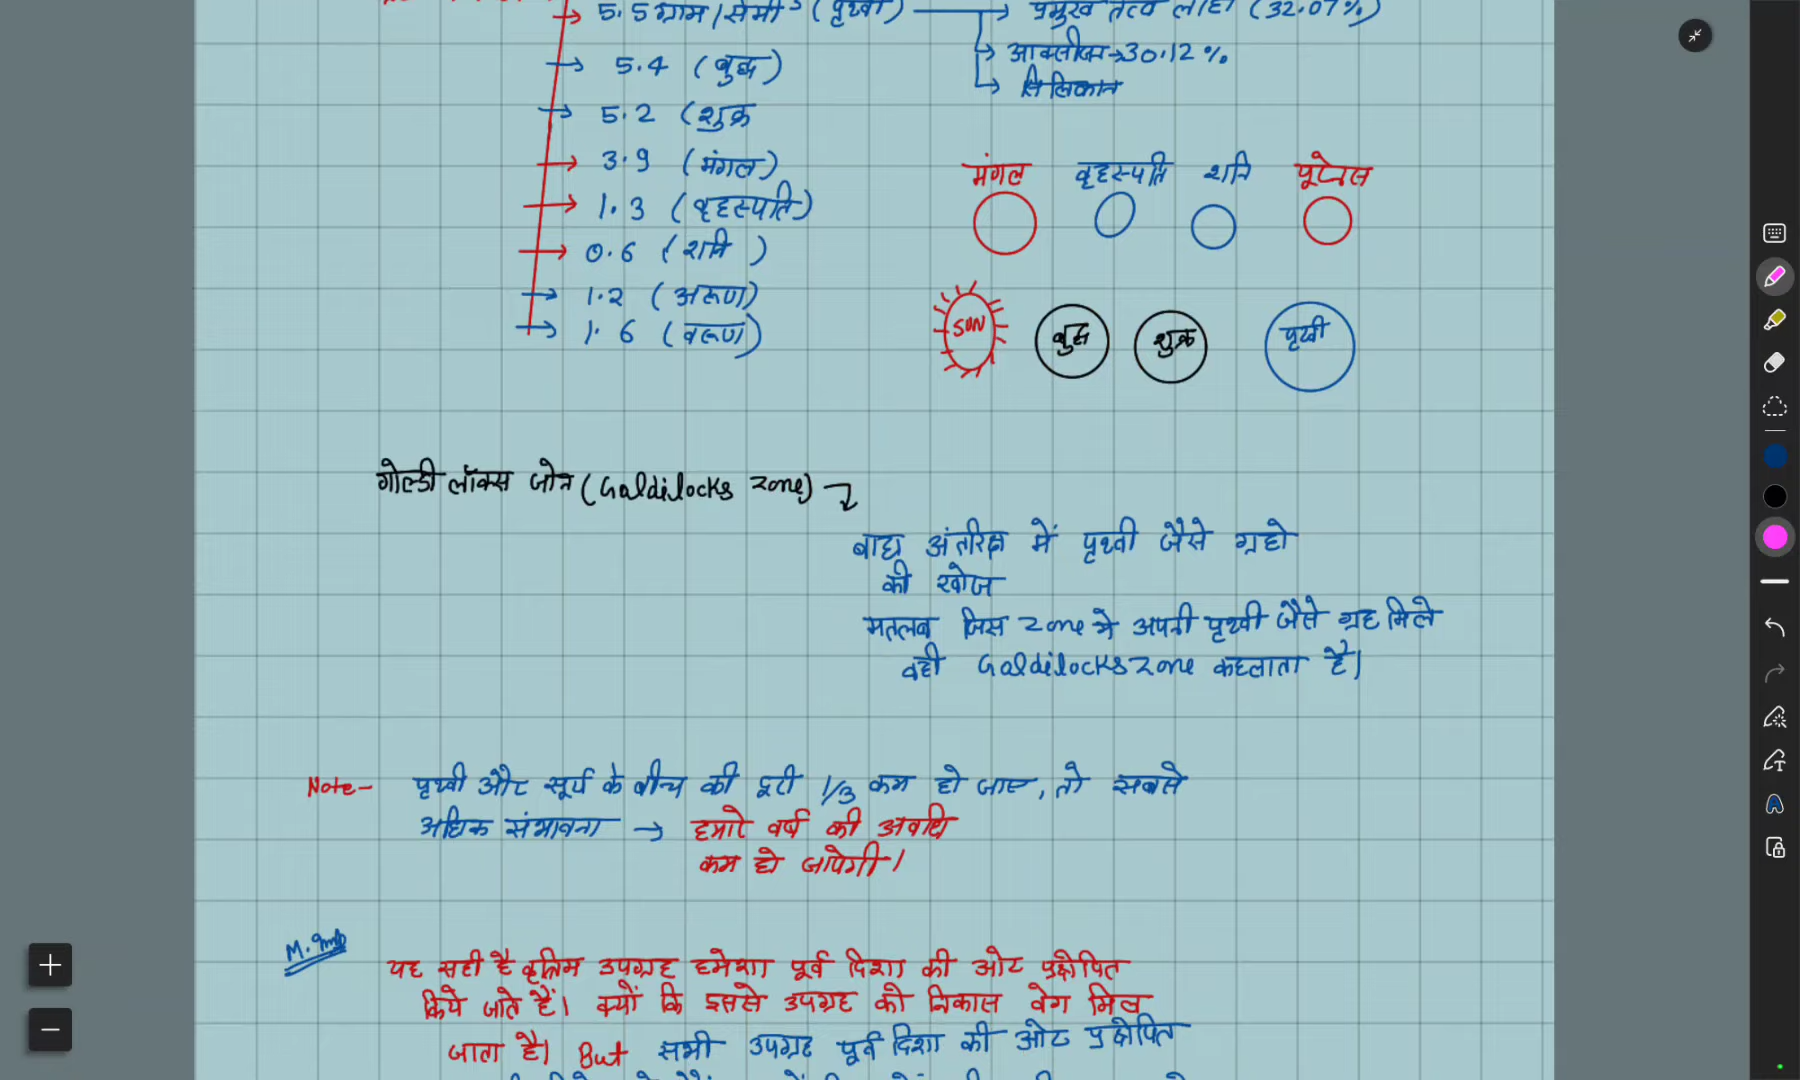 5.5 ग्राम/सेमी³ (पृथ्वी) → प्रमुख तत्व लोहा (32.07%)
→ आक्सीजन → 30.12%
→ सिलिकान
→ 5.4 (बुद्ध)
→ 5.2 (शुक्र
→ 3.9 (मंगल)
→ 1.3 (वृहस्पति)
→ 0.6 (शनि)
→ 1.2 (अरूण)
→ 1.6 (वरूण)
मंगल वृहस्पति शनि
SUN बुद्ध शुक्र पृथ्वी
गोल्डी लॉक्स जोन (Galdilocks Zone)
बाह्य अंतरिक्ष में पृथ्वी जैसे ग्रहो
की खोज
मतलब जिस zone मे अपनी पृथ्वी जैसे ग्रह मिले
वही Galdilocks zone कहलाता है।
Note- पृथ्वी और सूर्य के बीच की दूरी 1/3 कम हो जाए, तो सबसे
अधिक संभावना → हमारे वर्ष की अवधि
कम हो जायेगी।
M. Imp
यह सही है कृत्रिम उपग्रह हमेशा पूर्व दिशा की ओर प्रक्षेपित
किये जाते हैं। क्यों कि इससे उपग्रह को निकास वेग मिल
जाता है। But सभी उपग्रह पूर्व दिशा की ओर प्रक्षेपित